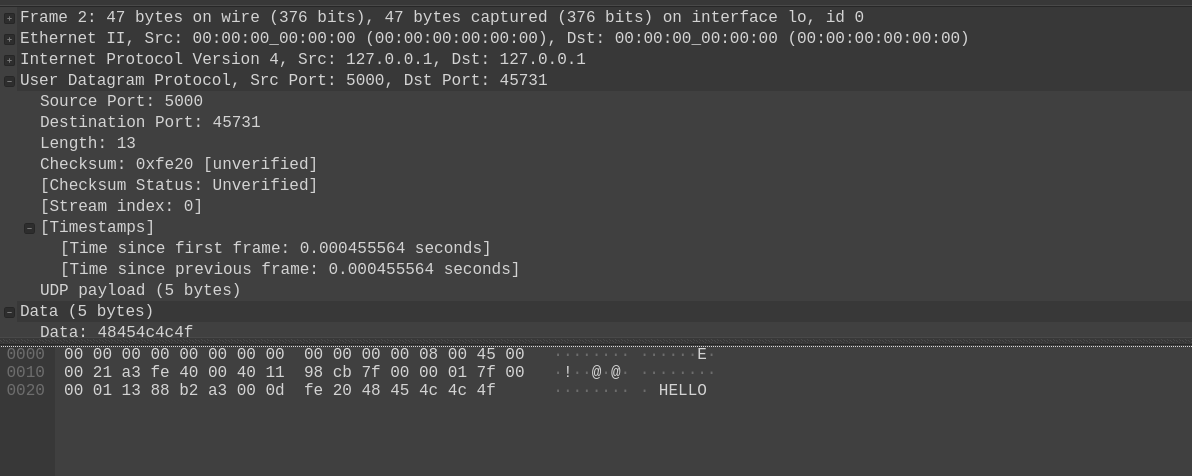 Frame 2: 47 bytes on wire (376 bits), 47 bytes captured (376 bits) on interface lo, id 0
Ethernet II, Src: 00:00:00_00:00:00 (00:00:00:00:00:00), Dst: 00:00:00_00:00:00 (00:00:00:00:00:00)
Internet Protocol Version 4, Src: 127.0.0.1, Dst: 127.0.0.1
User Datagram Protocol, Src Port: 5000, Dst Port: 45731
Source Port: 5000
Destination Port: 45731
Length: 13
Checksum: 0xfe20 [unverified]
[Checksum Status: Unverified]
[Stream index: 0]
[Timestamps]
[Time since first frame: 0.000455564 seconds]
[Time since previous frame: 0.000455564 seconds]
UDP payload (5 bytes)
Data (5 bytes)
Data: 48454c4c4f
0000 00 00 00 00 00 00 00 00 00 00 00 00 08 00 45 00 ········ ······E·
0010 00 21 a3 fe 40 00 40 11 98 cb 7f 00 00 01 7f 00 ·!··@·@· ········
0020 00 01 13 88 b2 a3 00 0d fe 20 48 45 4c 4c 4f ········ · HELLO